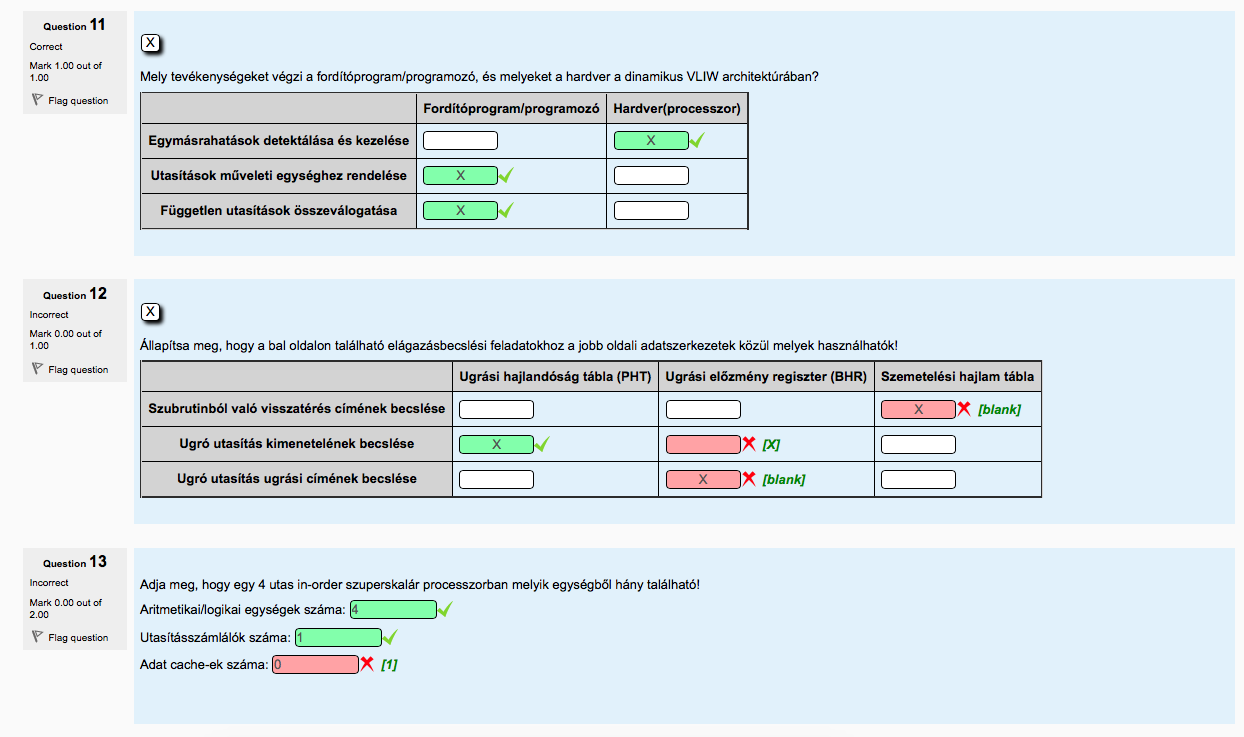 Question 11
Correct
Mark 1.00 out of
1.00
Flag question
X
Mely tevékenységeket végzi a fordítóprogram/programozó, és melyeket a hardver a dinamikus VLIW architektúrában?
Fordítóprogram/programozó Hardver(processzor)
Egymásrahatások detektálása és kezelése X
Utasítások műveleti egységhez rendelése X
Független utasítások összeválogatása X
Question 12
Incorrect
Mark 0.00 out of
1.00
Flag question
X
Állapítsa meg, hogy a bal oldalon található elágazásbecslési feladatokhoz a jobb oldali adatszerkezetek közül melyek használhatók!
Ugrási hajlandóság tábla (PHT) Ugrási előzmény regiszter (BHR) Szemetelési hajlam tábla
Szubrutinból való visszatérés címének becslése X [blank]
Ugró utasítás kimenetelének becslése X [X]
Ugró utasítás ugrási címének becslése X [blank]
Question 13
Incorrect
Mark 0.00 out of
2.00
Flag question
Adja meg, hogy egy 4 utas in-order szuperskalár processzorban melyik egységből hány található!
Aritmetikai/logikai egységek száma: 4
Utasításszámlálók száma: 1
Adat cache-ek száma: 0 [1]